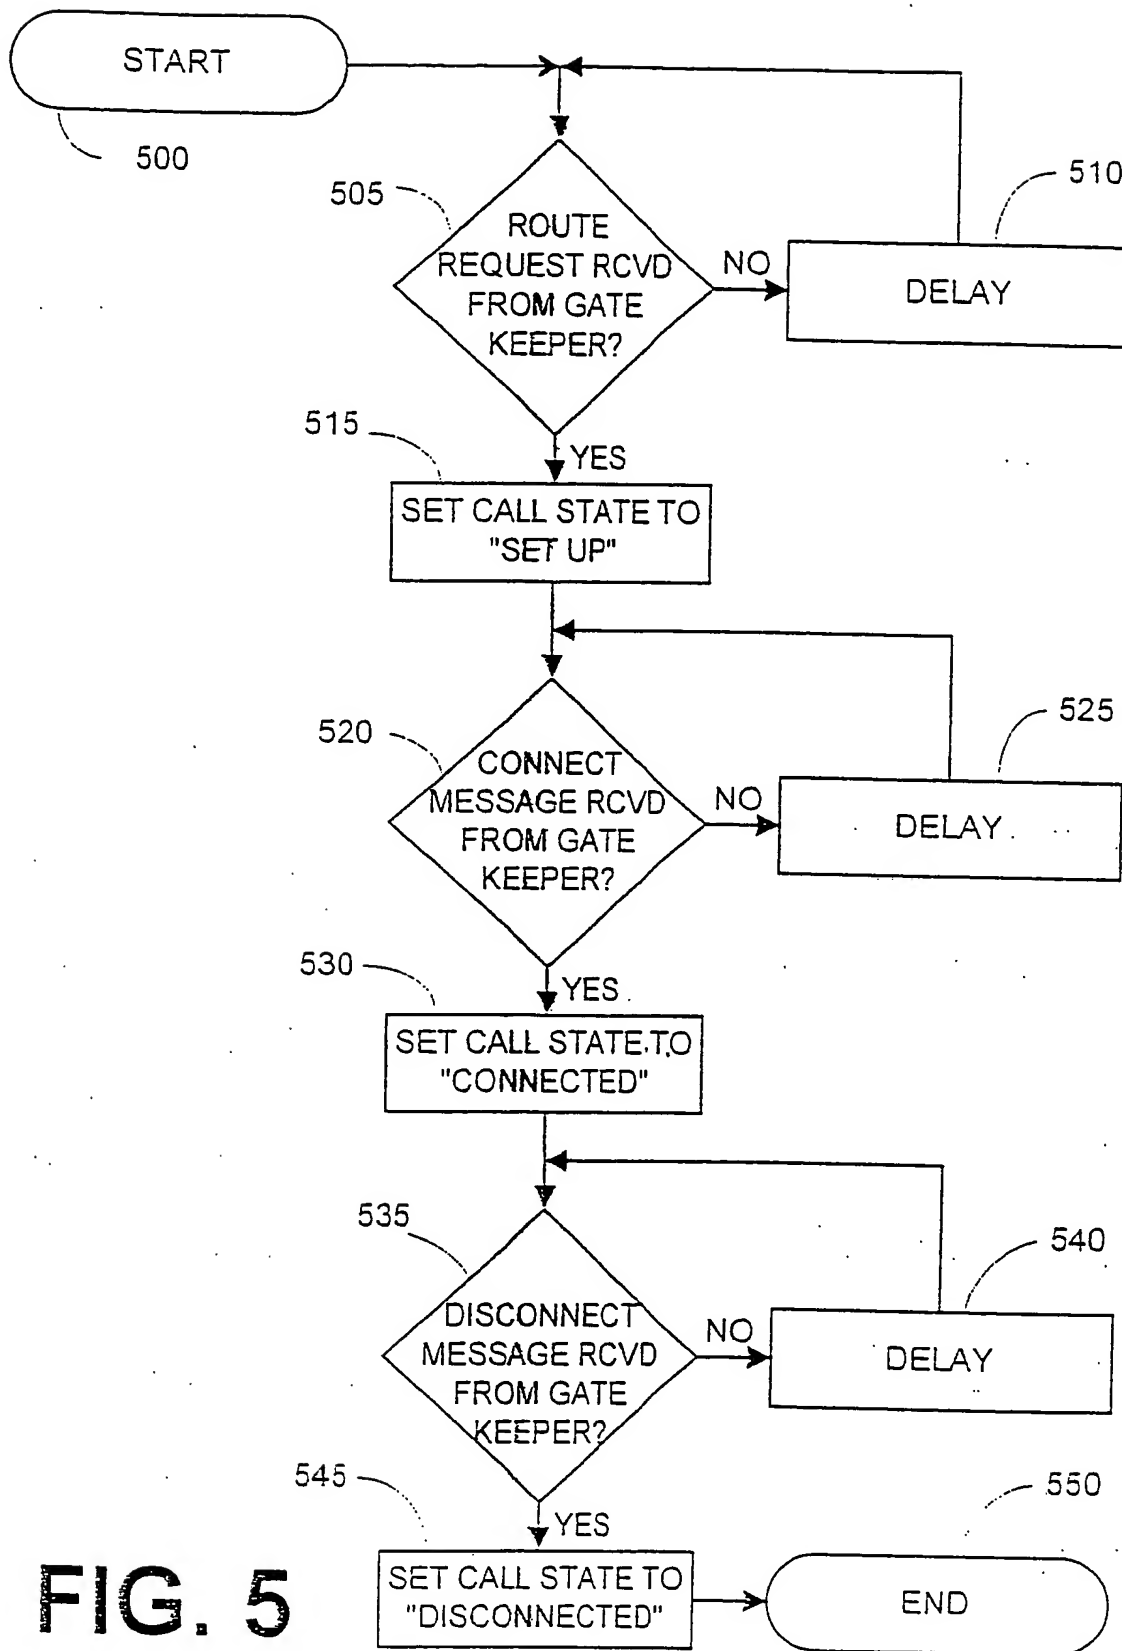 START
500
505
ROUTE
REQUEST RCVD
FROM GATE
KEEPER?
NO
510
DELAY
515
YES
SET CALL STATE TO
"SET UP"
520
CONNECT
MESSAGE RCVD
FROM GATE
KEEPER?
NO
525
DELAY
530
YES
SET CALL STATE TO
"CONNECTED"
535
DISCONNECT
MESSAGE RCVD
FROM GATE
KEEPER?
NO
540
DELAY
545
YES
SET CALL STATE TO
"DISCONNECTED"
550
END
FIG. 5